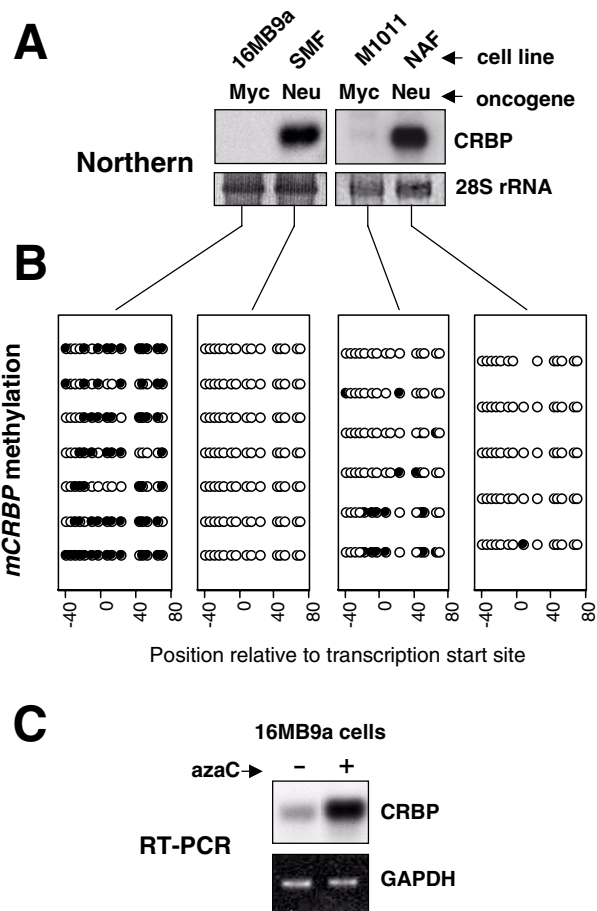 A
16MB9a SMF M1011 NAF cell line
Myc Neu Myc Neu oncogene
CRBP
Northern
28S rRNA
B
mCRBP methylation
-40 0 40 80 -40 0 40 80 -40 0 40 80 -40 0 40 80
Position relative to transcription start site
C
16MB9a cells
azaC – +
CRBP
RT-PCR
GAPDH